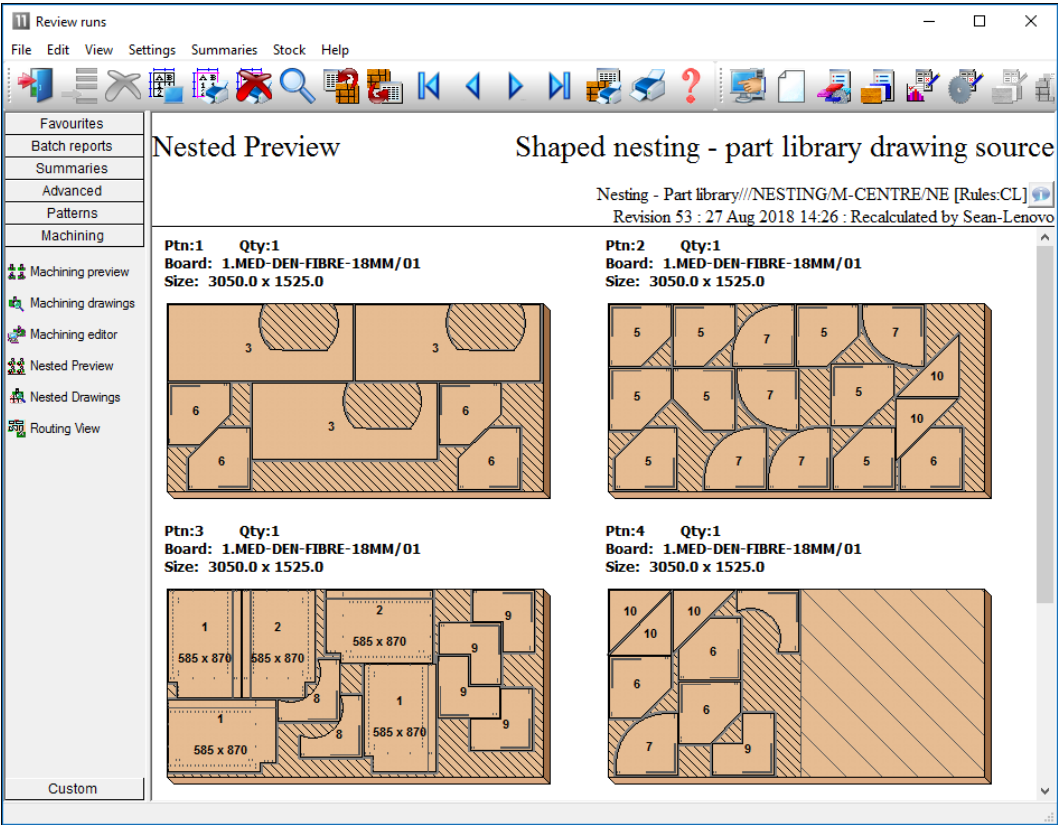 11 Review runs
File Edit View Settings Summaries Stock Help
Favourites
Batch reports
Summaries
Advanced
Patterns
Machining
Machining preview
Machining drawings
Machining editor
Nested Preview
Nested Drawings
Routing View
Custom
Nested Preview
Shaped nesting - part library drawing source
Nesting - Part library///NESTING/M-CENTRE/NE [Rules:CL]
Revision 53 : 27 Aug 2018 14:26 : Recalculated by Sean-Lenovo
Ptn:1 Qty:1
Board: 1.MED-DEN-FIBRE-18MM/01
Size: 3050.0 x 1525.0
3 3
6 3 6
6 6
Ptn:2 Qty:1
Board: 1.MED-DEN-FIBRE-18MM/01
Size: 3050.0 x 1525.0
5 5 7 5 7
10
5 5 7 5
10
5 7 7 5 6
Ptn:3 Qty:1
Board: 1.MED-DEN-FIBRE-18MM/01
Size: 3050.0 x 1525.0
1 2 2 9
585 x 870
585 x 870 585 x 870 9
8 1 9
1 8 9
585 x 870
585 x 870
Ptn:4 Qty:1
Board: 1.MED-DEN-FIBRE-18MM/01
Size: 3050.0 x 1525.0
10 10
10
6
6
6
7 9